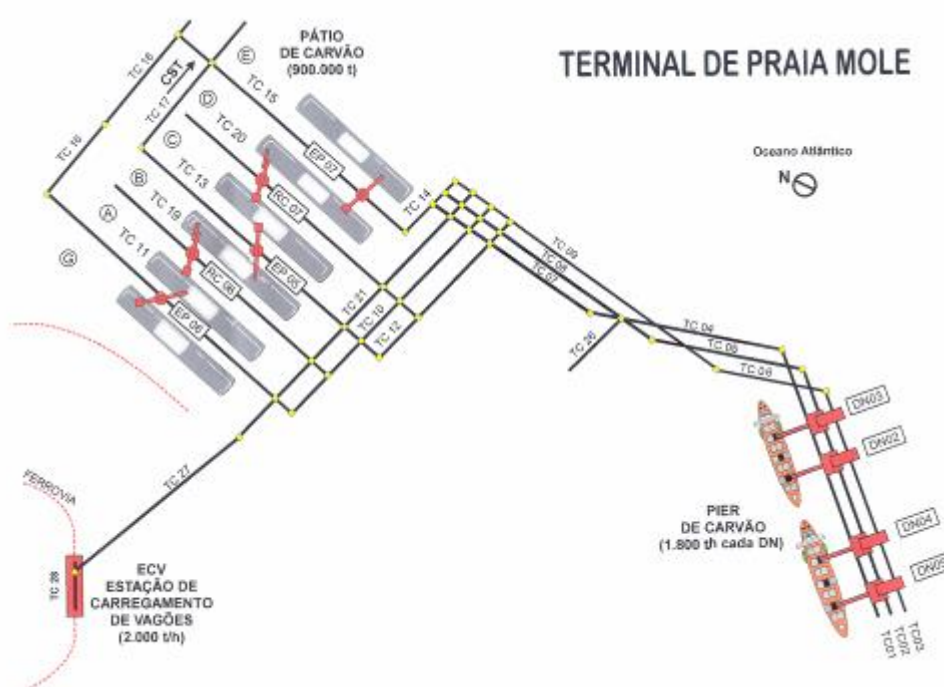 TERMINAL DE PRAIA MOLE
PÁTIO
DE CARVÃO
(900.000 t)
Oceano Atlântico
N
TC 16
TC 16
CST
TC 17
E
TC 15
D
TC 20
C
TC 13
B
TC 19
A
TC 11
G
EP 07
RC 07
EP 05
RC 06
EP 06
TC 14
TC 21
TC 10
TC 12
TC 09
TC 08
TC 07
TC 26
TC 04
TC 05
TC 06
DN03
DN02
DN04
DN05
PIER
DE CARVÃO
(1.800 th cada DN)
TC03
TC02
TC01
TC 27
FERROVIA
TC 28
ECV
ESTAÇÃO DE
CARREGAMENTO
DE VAGÕES
(2.000 t/h)